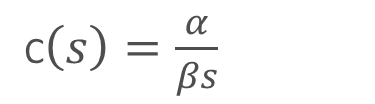 c(s) = α/βs